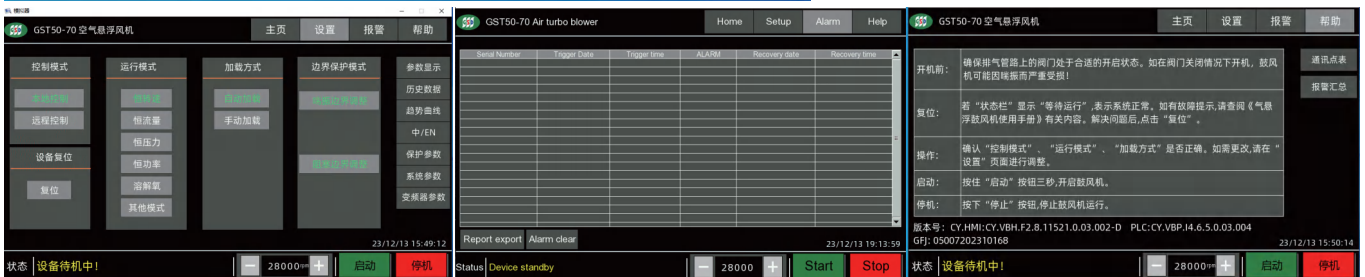 模拟器
GST50-70 空气悬浮风机
主页 设置 报警 帮助
控制模式
本地控制
远程控制
设备复位
复位
运行模式
恒转速
恒流量
恒压力
恒功率
溶解氧
其他模式
加载方式
自动加载
手动加载
边界保护模式
喘振边界调整
阻塞边界调整
参数显示
历史数据
趋势曲线
中/EN
保护参数
系统参数
变频器参数
23/12/13 15:49:12
状态 设备待机中!
— 28000rpm + 启动 停机
GST50-70 Air turbo blower
Home Setup Alarm Help
Serial Number Trigger Date Trigger time ALARM Recovery date Recovery time
Report export Alarm clear
23/12/13 19:13:59
Status Device standby
— 28000 + Start Stop
GST50-70 空气悬浮风机
主页 设置 报警 帮助
开机前: 确保排气管路上的阀门处于合适的开启状态。如在阀门关闭情况下开机，鼓风
机可能因喘振而严重受损!
复位: 若“状态栏”显示“等待运行”,表示系统正常。如有故障提示,请查阅《气悬
浮鼓风机使用手册》有关内容。解决问题后,点击“复位”。
操作: 确认“控制模式”、“运行模式”、“加载方式”是否正确。如需更改,请在“
设置”页面进行调整。
启动: 按住“启动”按钮三秒,开启鼓风机。
停机: 按下“停止”按钮,停止鼓风机运行。
通讯点表
报警汇总
版本号: CY.HMI:CY.VBH.F2.8.11521.0.03.002-D PLC:CY.VBP.I4.6.5.0.03.004
GFJ: 05007202310168
23/12/13 15:50:14
状态 设备待机中!
— 28000rpm + 启动 停机